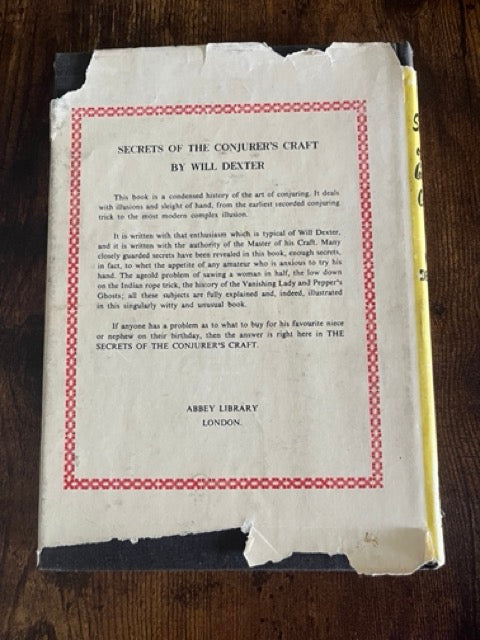 SECRETS OF THE CONJURER'S CRAFT
BY WILL DEXTER
This book is a condensed history of the art of conjuring. It deals
with illusions and sleight of hand, from the earliest recorded conjuring
trick to the most modern complex illusion.
It is written with that enthusiasm which is typical of Will Dexter,
and it is written with the authority of the Master of his Craft. Many
closely guarded secrets have been revealed in this book, enough secrets,
in fact, to whet the appetite of any amateur who is anxious to try his
hand. The ageold problem of sawing a woman in half, the low down
on the Indian rope trick, the history of the Vanishing Lady and Pepper's
Ghosts; all these subjects are fully explained and, indeed, illustrated
in this singularly witty and unusual book.
If anyone has a problem as to what to buy for his favourite niece
or nephew on their birthday, then the answer is right here in THE
SECRETS OF THE CONJURER'S CRAFT.
ABBEY LIBRARY
LONDON.